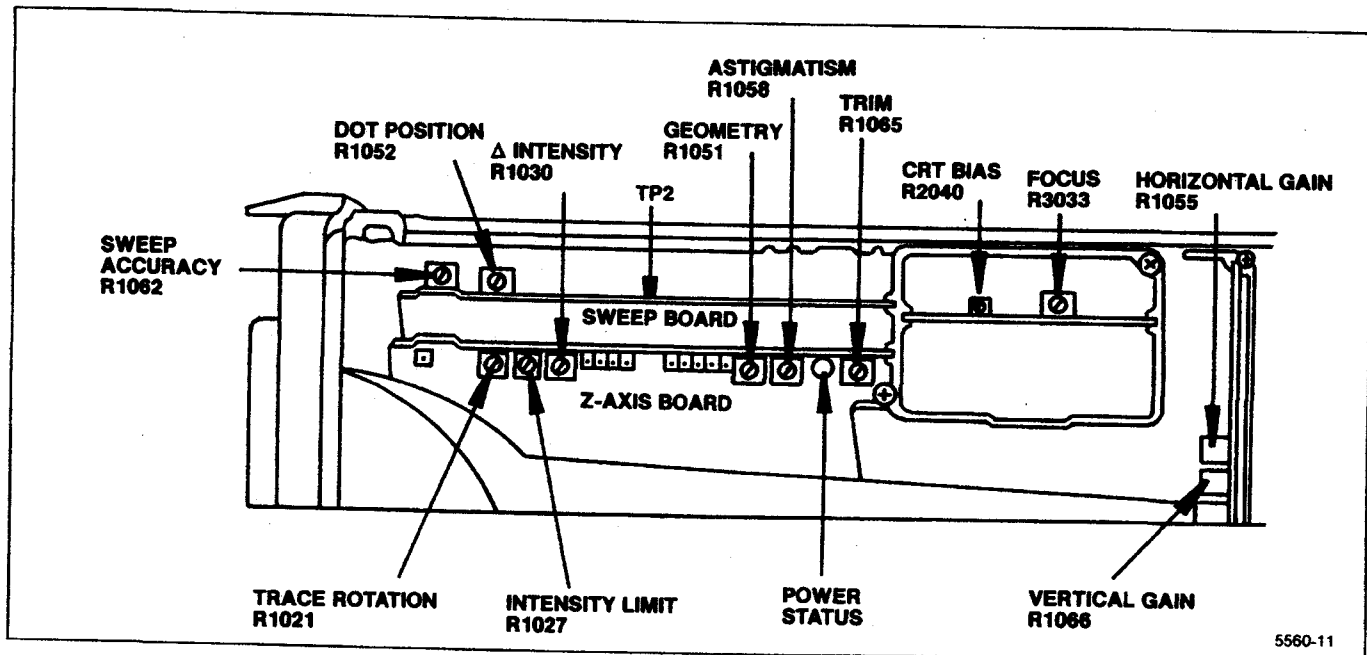 ASTIGMATISM
R1058
TRIM
R1065
DOT POSITION
R1052
GEOMETRY
R1051
Δ INTENSITY
R1030
TP2
CRT BIAS
R2040
FOCUS
R3033
HORIZONTAL GAIN
R1055
SWEEP
ACCURACY
R1062
SWEEP BOARD
Z-AXIS BOARD
TRACE ROTATION
R1021
INTENSITY LIMIT
R1027
POWER
STATUS
VERTICAL GAIN
R1066
5560-11